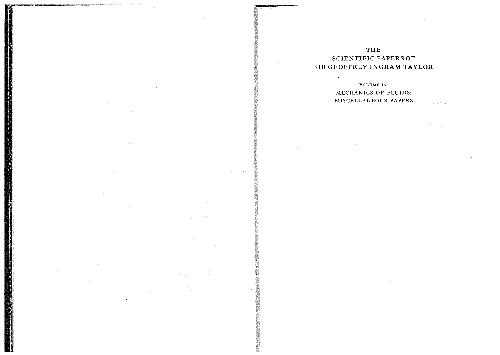 THE
SCIENTIFIC PAPERS OF
SIR GEOFFREY INGRAM TAYLOR
VOLUME IV
MECHANICS OF FLUIDS:
MISCELLANEOUS PAPERS